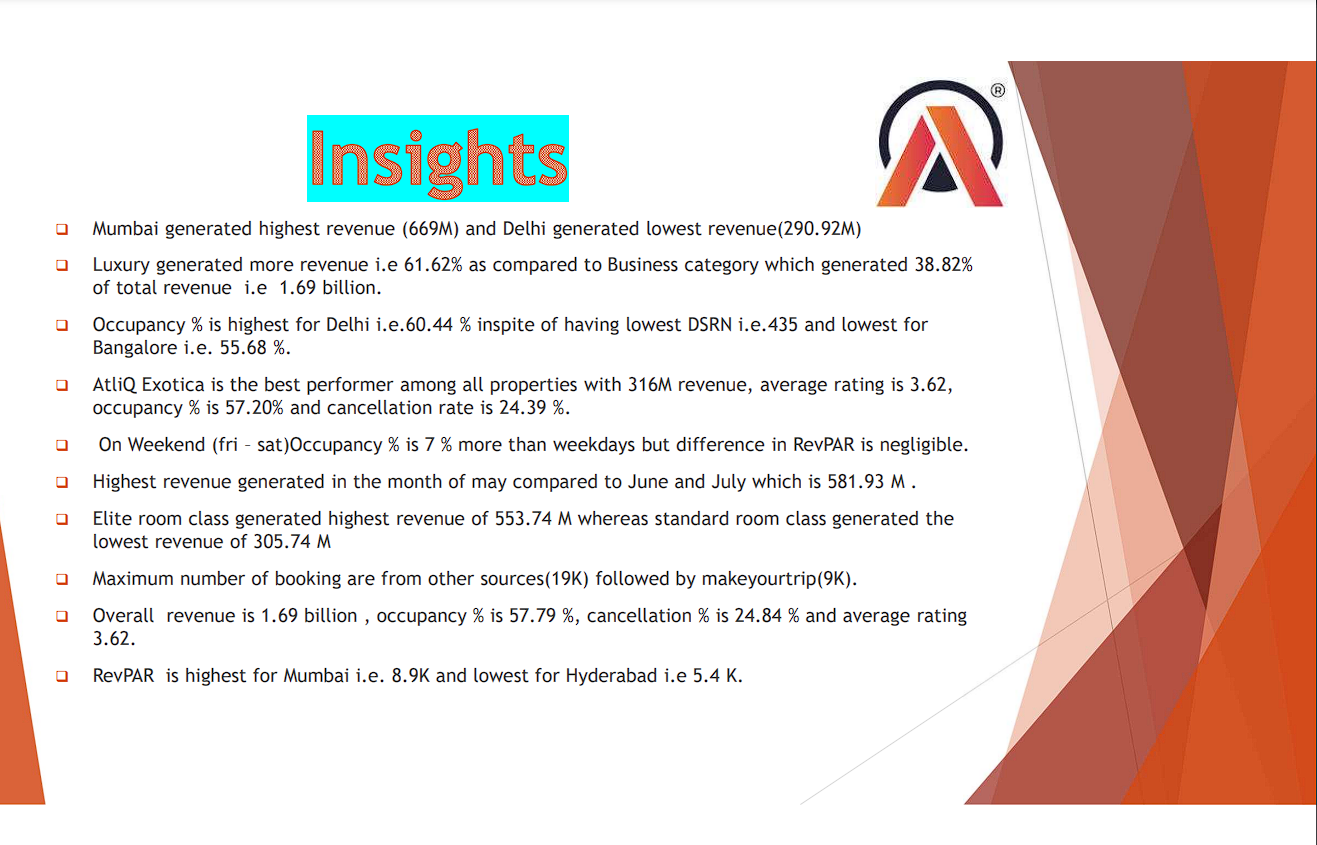 ®
Insights
❑ Mumbai generated highest revenue (669M) and Delhi generated lowest revenue(290.92M)
❑ Luxury generated more revenue i.e 61.62% as compared to Business category which generated 38.82%
of total revenue i.e 1.69 billion.
❑ Occupancy % is highest for Delhi i.e.60.44 % inspite of having lowest DSRN i.e.435 and lowest for
Bangalore i.e. 55.68 %.
❑ AtliQ Exotica is the best performer among all properties with 316M revenue, average rating is 3.62,
occupancy % is 57.20% and cancellation rate is 24.39 %.
❑ On Weekend (fri – sat)Occupancy % is 7 % more than weekdays but difference in RevPAR is negligible.
❑ Highest revenue generated in the month of may compared to June and July which is 581.93 M .
❑ Elite room class generated highest revenue of 553.74 M whereas standard room class generated the
lowest revenue of 305.74 M
❑ Maximum number of booking are from other sources(19K) followed by makeyourtrip(9K).
❑ Overall revenue is 1.69 billion , occupancy % is 57.79 %, cancellation % is 24.84 % and average rating
3.62.
❑ RevPAR is highest for Mumbai i.e. 8.9K and lowest for Hyderabad i.e 5.4 K.